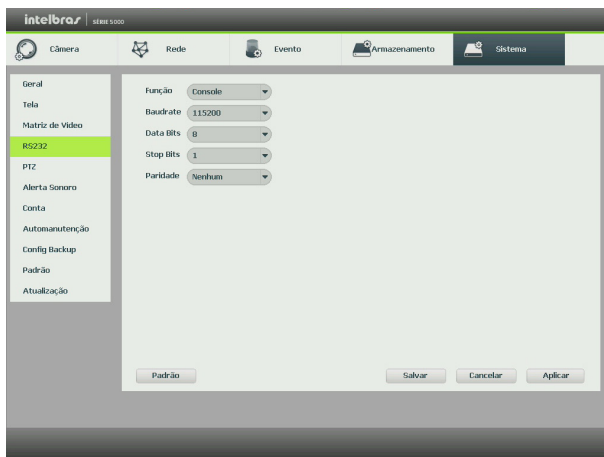 intelbras | SÉRIE 5000
Câmera Rede Evento Armazenamento Sistema
Geral
Tela
Matriz de Vídeo
RS232
PTZ
Alerta Sonoro
Conta
Automanutenção
Config Backup
Padrão
Atualização
Função Console
Baudrate 115200
Data Bits 8
Stop Bits 1
Paridade Nenhum
Padrão Salvar Cancelar Aplicar